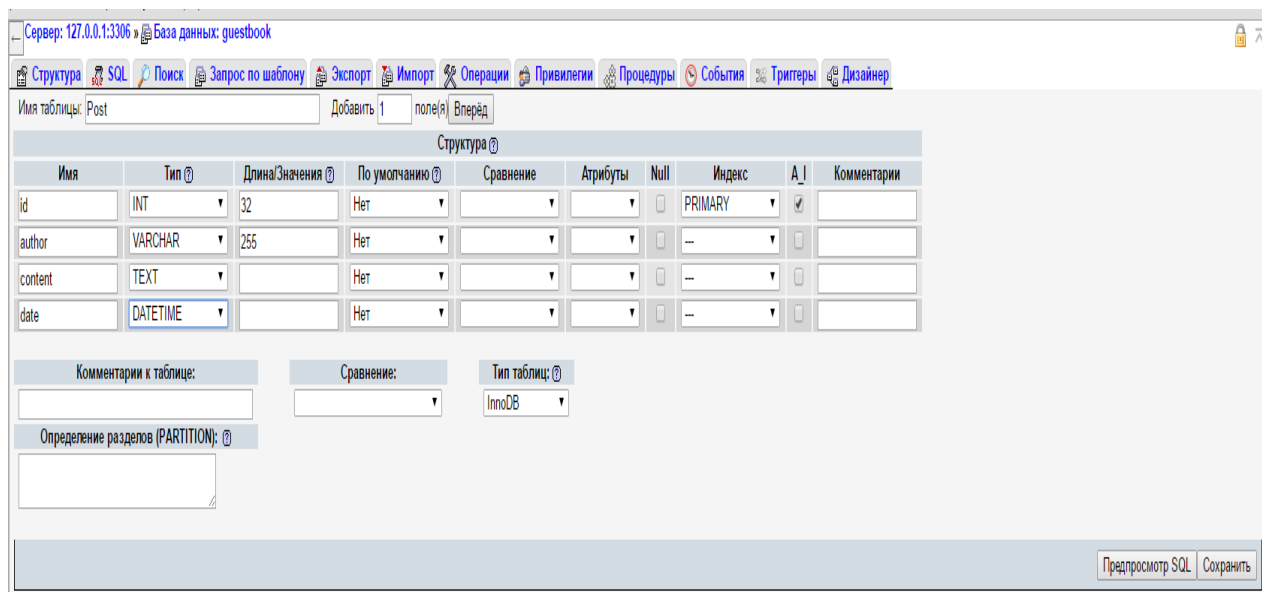 Сервер: 127.0.0.1:3306 » База данных: guestbook
Структура SQL Поиск Запрос по шаблону Экспорт Импорт Операции Привилегии Процедуры События Триггеры Дизайнер
Имя таблицы: Post Добавить 1 поле(я) Вперёд
Структура
Имя Тип Длина/Значения По умолчанию Сравнение Атрибуты Null Индекс A_I Комментарии
id INT 32 Нет PRIMARY
author VARCHAR 255 Нет ---
content TEXT Нет ---
date DATETIME Нет ---
Комментарии к таблице: Сравнение: Тип таблиц:
InnoDB
Определение разделов (PARTITION):
Предпросмотр SQL Сохранить